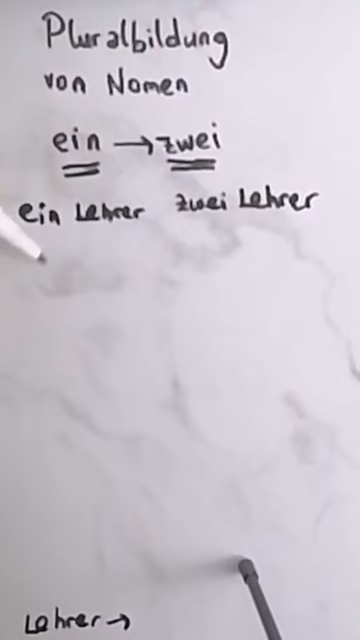 Pluralbildung
von Nomen
ein → zwei
ein Lehrer zwei Lehrer
Lehrer →